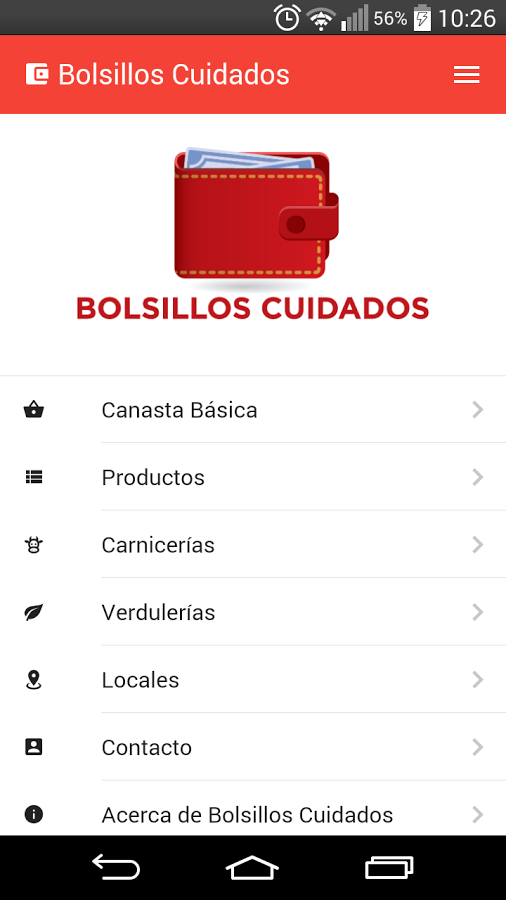 56% 10:26
Bolsillos Cuidados
BOLSILLOS CUIDADOS
Canasta Básica
Productos
Carnicerías
Verdulerías
Locales
Contacto
Acerca de Bolsillos Cuidados